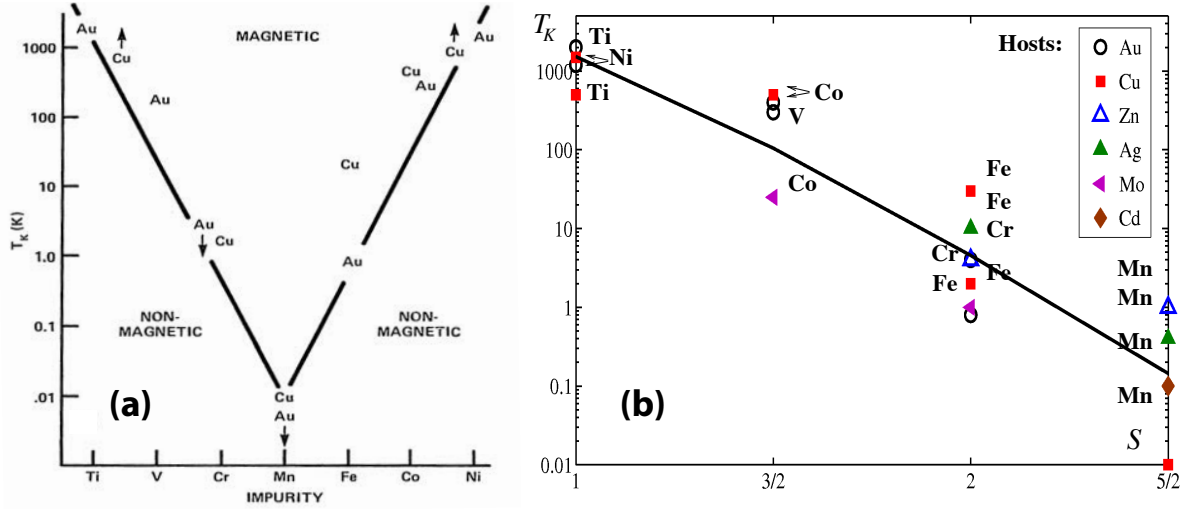 Au
Cu
MAGNETIC
Cu
Au
1000
Au
Cu
Au
100
Cu
10
T_K (K)
Au
Cu
1.0
Au
NON-
MAGNETIC
NON-
MAGNETIC
0.1
.01
Cu
Au
(a)
Ti V Cr Mn Fe Co Ni
IMPURITY
T_K
1000
100
10
1
0.1
0.01
Ti
Ni
Ti
Co
V
Co
Fe
Fe
Cr
Cr
Fe
Fe
Mn
Mn
Mn
Mn
Hosts:
Au
Cu
Zn
Ag
Mo
Cd
(b)
S
1 3/2 2 5/2